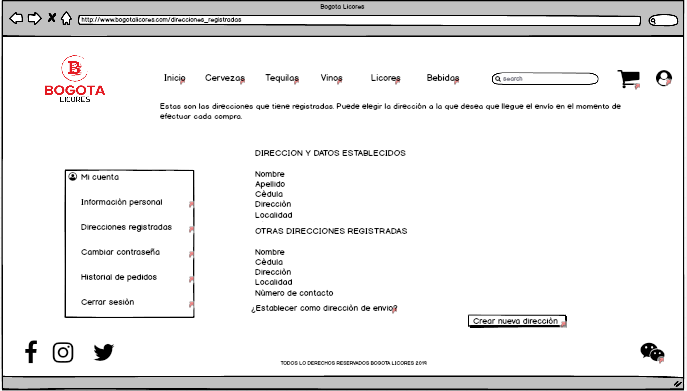 Bogota Licores
http://www.bogotalicores.com/direcciones_registradas
BOGOTA
LICORES
Inicio Cervezas Tequilas Vinos Licores Bebidas search
Estas son las direcciones que tiene registradas. Puede elegir la dirección a la que desea que llegue el envío en el momento de
efectuar cada compra.
Mi cuenta
Información personal
Direcciones registradas
Cambiar contraseña
Historial de pedidos
Cerrar sesión
DIRECCION Y DATOS ESTABLECIDOS
Nombre
Apellido
Cédula
Dirección
Localidad
OTRAS DIRECCIONES REGISTRADAS
Nombre
Cédula
Dirección
Localidad
Número de contacto
¿Establecer como dirección de envio?
Crear nueva dirección
TODOS LO DERECHOS RESERVADOS BOGOTA LICORES 2019